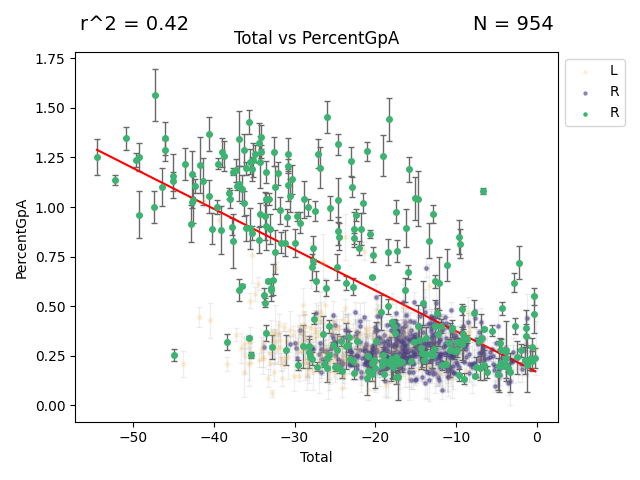 r^2 = 0.42
N = 954
Total vs PercentGpA
1.75
1.50
1.25
1.00
0.75
0.50
0.25
0.00
PercentGpA
−50
−40
−30
−20
−10
0
Total
L
R
R